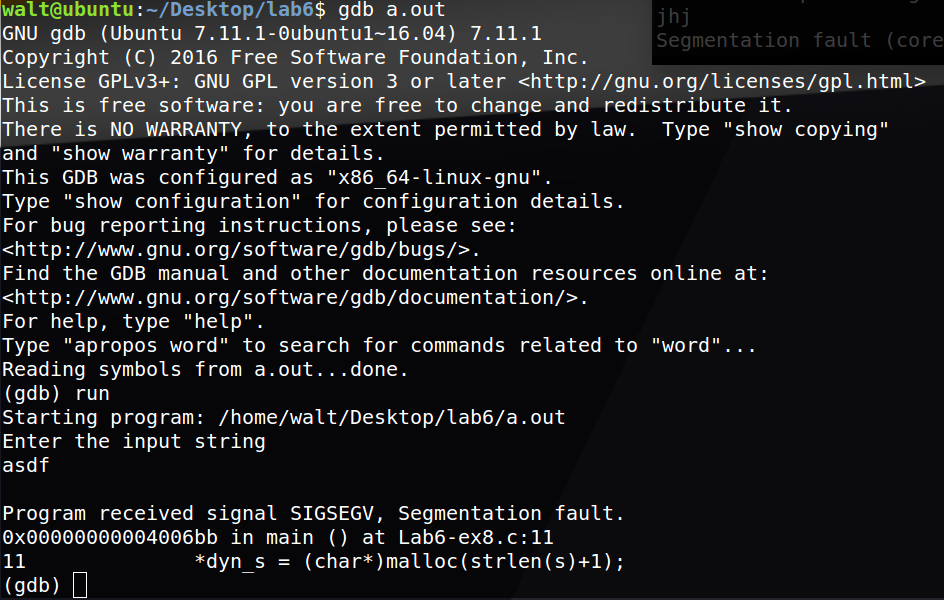 walt@ubuntu:~/Desktop/lab6$ gdb a.out
GNU gdb (Ubuntu 7.11.1-0ubuntu1~16.04) 7.11.1
Copyright (C) 2016 Free Software Foundation, Inc.
License GPLv3+: GNU GPL version 3 or later <http://gnu.org/licenses/gpl.html>
This is free software: you are free to change and redistribute it.
There is NO WARRANTY, to the extent permitted by law.  Type "show copying"
and "show warranty" for details.
This GDB was configured as "x86_64-linux-gnu".
Type "show configuration" for configuration details.
For bug reporting instructions, please see:
<http://www.gnu.org/software/gdb/bugs/>.
Find the GDB manual and other documentation resources online at:
<http://www.gnu.org/software/gdb/documentation/>.
For help, type "help".
Type "apropos word" to search for commands related to "word"...
Reading symbols from a.out...done.
(gdb) run
Starting program: /home/walt/Desktop/lab6/a.out
Enter the input string
asdf
Program received signal SIGSEGV, Segmentation fault.
0x00000000004006bb in main () at Lab6-ex8.c:11
11              *dyn_s = (char*)malloc(strlen(s)+1);
(gdb)
jhj
Segmentation fault (core